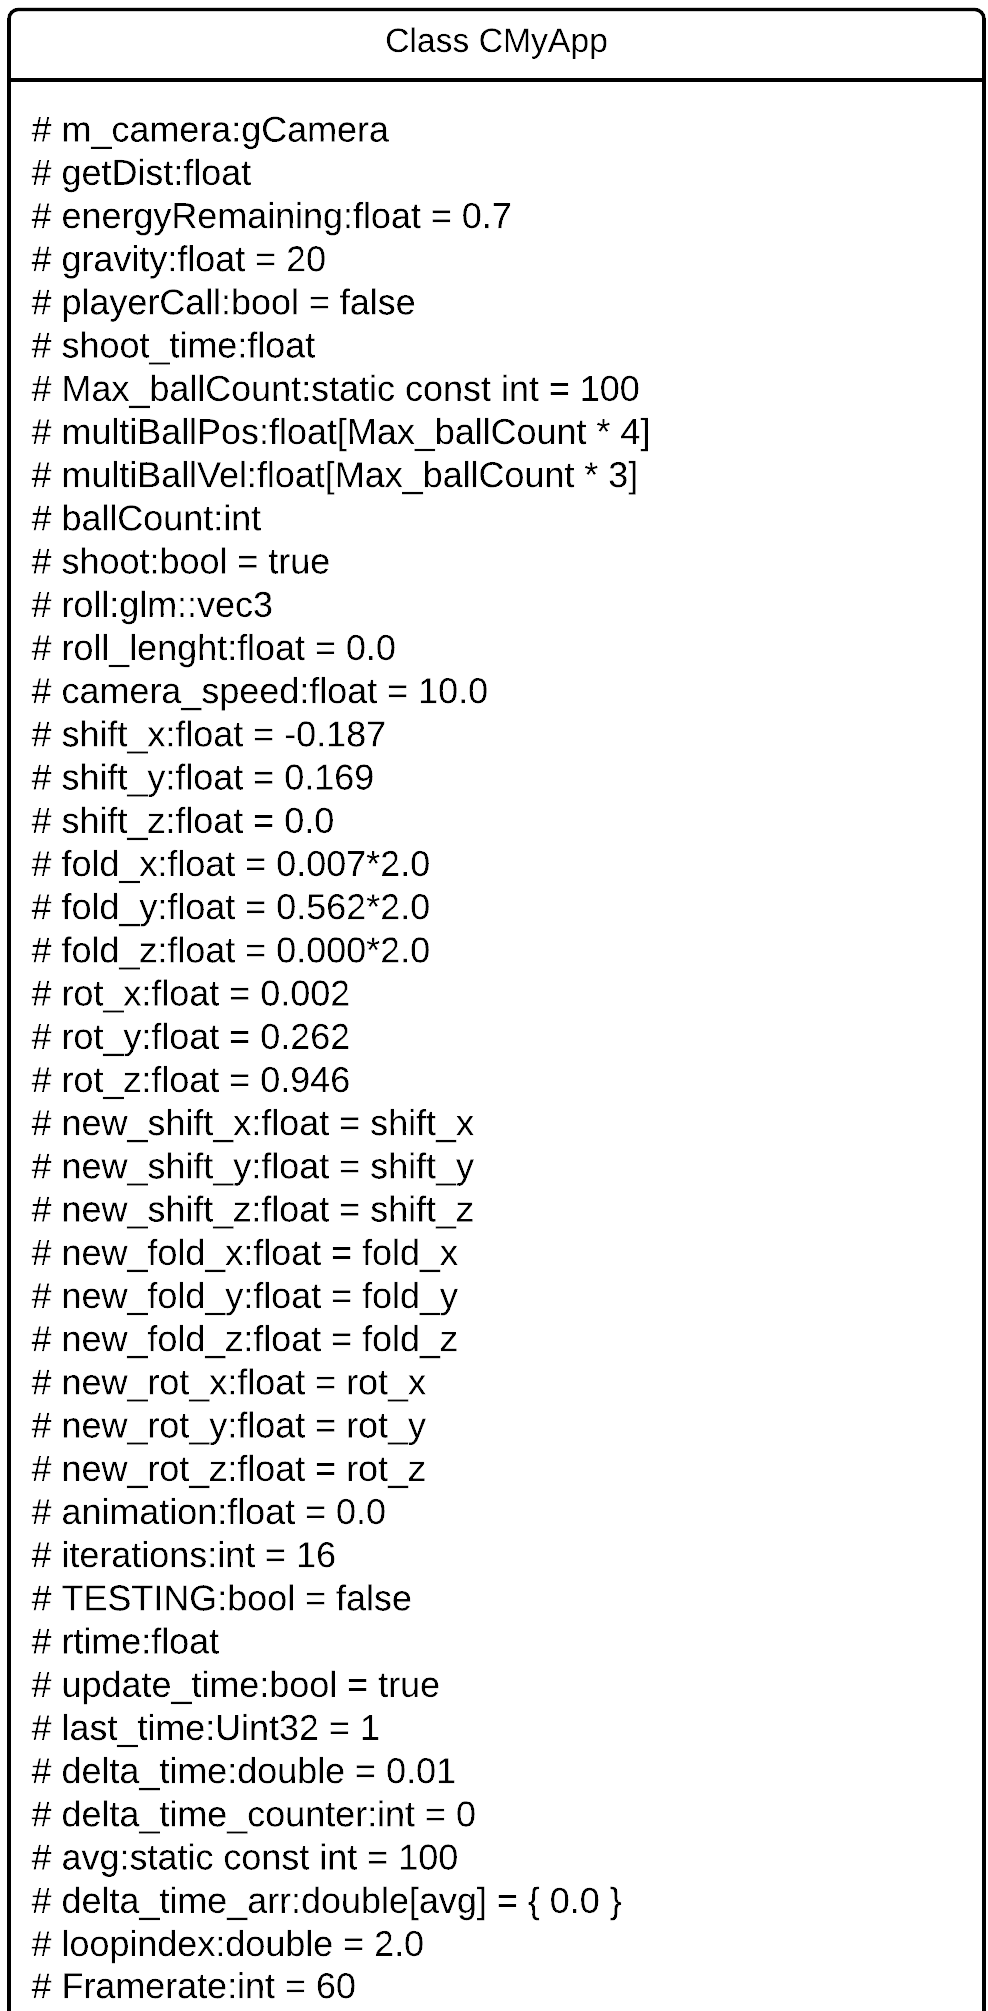 Class CMyApp
# m_camera:gCamera
# getDist:float
# energyRemaining:float = 0.7
# gravity:float = 20
# playerCall:bool = false
# shoot_time:float
# Max_ballCount:static const int = 100
# multiBallPos:float[Max_ballCount * 4]
# multiBallVel:float[Max_ballCount * 3]
# ballCount:int
# shoot:bool = true
# roll:glm::vec3
# roll_lenght:float = 0.0
# camera_speed:float = 10.0
# shift_x:float = -0.187
# shift_y:float = 0.169
# shift_z:float = 0.0
# fold_x:float = 0.007*2.0
# fold_y:float = 0.562*2.0
# fold_z:float = 0.000*2.0
# rot_x:float = 0.002
# rot_y:float = 0.262
# rot_z:float = 0.946
# new_shift_x:float = shift_x
# new_shift_y:float = shift_y
# new_shift_z:float = shift_z
# new_fold_x:float = fold_x
# new_fold_y:float = fold_y
# new_fold_z:float = fold_z
# new_rot_x:float = rot_x
# new_rot_y:float = rot_y
# new_rot_z:float = rot_z
# animation:float = 0.0
# iterations:int = 16
# TESTING:bool = false
# rtime:float
# update_time:bool = true
# last_time:Uint32 = 1
# delta_time:double = 0.01
# delta_time_counter:int = 0
# avg:static const int = 100
# delta_time_arr:double[avg] = { 0.0 }
# loopindex:double = 2.0
# Framerate:int = 60